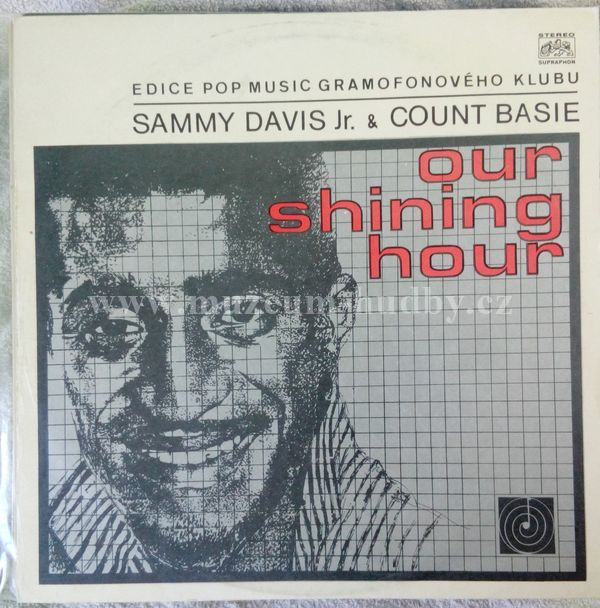 STEREO
SUPRAPHON
EDICE POP MUSIC GRAMOFONOVÉHO KLUBU
SAMMY DAVIS Jr. & COUNT BASIE
our
shining
hour
www.muzeumhudby.cz